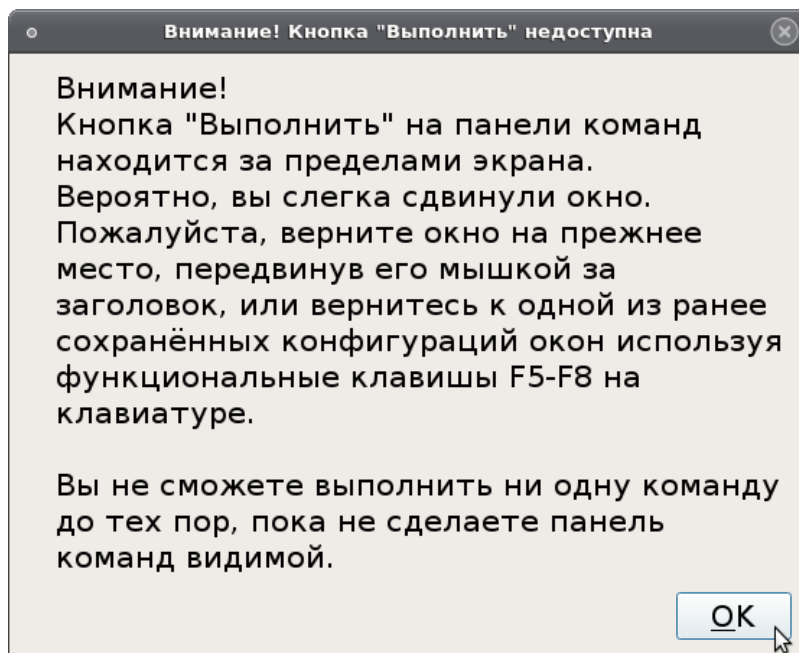 Внимание! Кнопка "Выполнить" недоступна
Внимание!
Кнопка "Выполнить" на панели команд
находится за пределами экрана.
Вероятно, вы слегка сдвинули окно.
Пожалуйста, верните окно на прежнее
место, передвинув его мышкой за
заголовок, или вернитесь к одной из ранее
сохранённых конфигураций окон используя
функциональные клавишы F5-F8 на
клавиатуре.
Вы не сможете выполнить ни одну команду
до тех пор, пока не сделаете панель
команд видимой.
OK